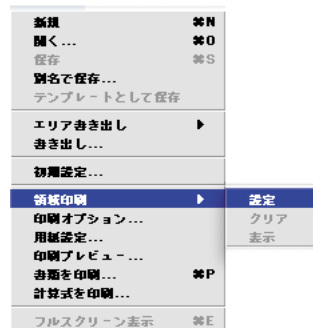 新規 ⌘N
開く... ⌘O
保存 ⌘S
別名で保存...
テンプレートとして保存
エリア書き出し ▶
書き出し...
初期設定...
領域印刷 ▶ 設定
印刷オプション... クリア
用紙設定... 表示
印刷プレビュー...
書類を印刷... ⌘P
計算式を印刷...
フルスクリーン表示 ⌘E